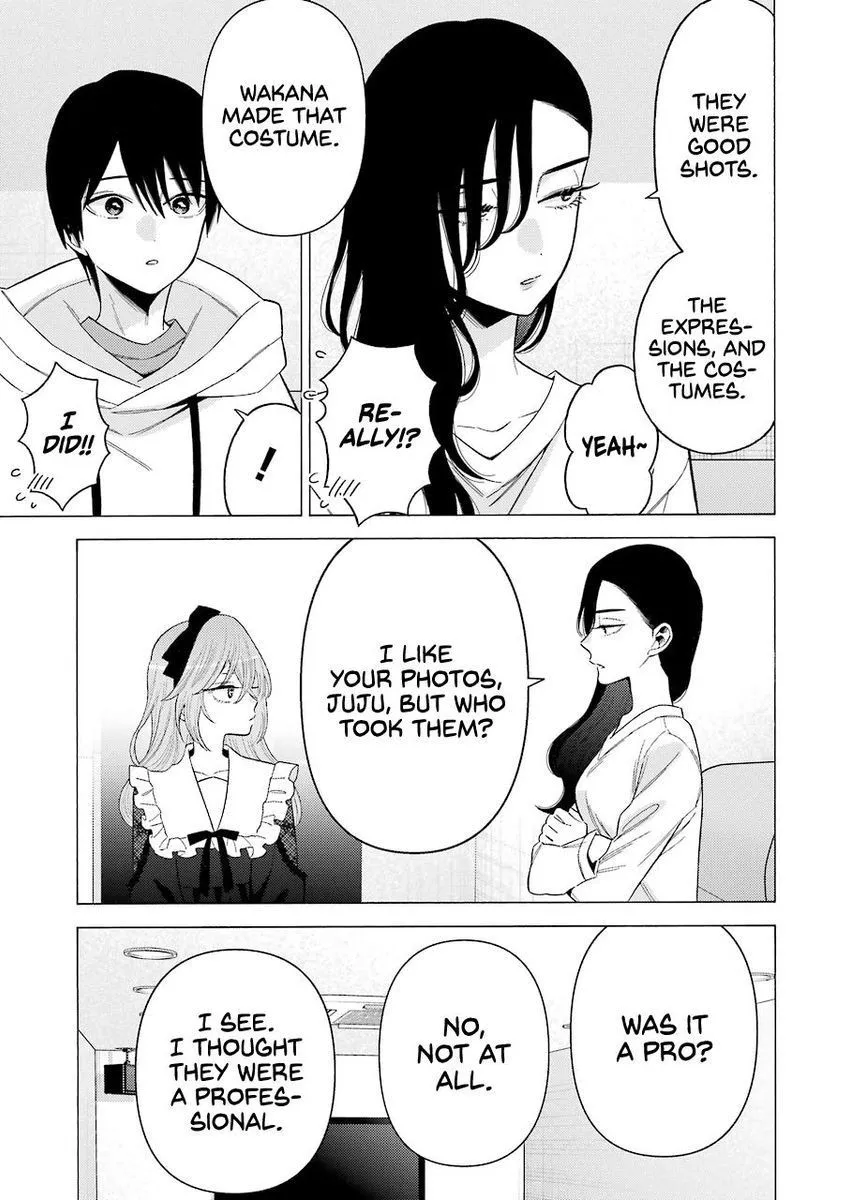 THEY
WERE
GOOD
SHOTS.
THE
EXPRES-
SIONS, AND
THE COS-
TUMES.
YEAH~
RE-
ALLY!?
WAKANA
MADE THAT
COSTUME.
!
I
DID!!
I LIKE
YOUR PHOTOS,
JUJU, BUT WHO
TOOK THEM?
WAS IT
A PRO?
NO,
NOT AT
ALL.
I SEE.
I THOUGHT
THEY WERE
A PROFES-
SIONAL.